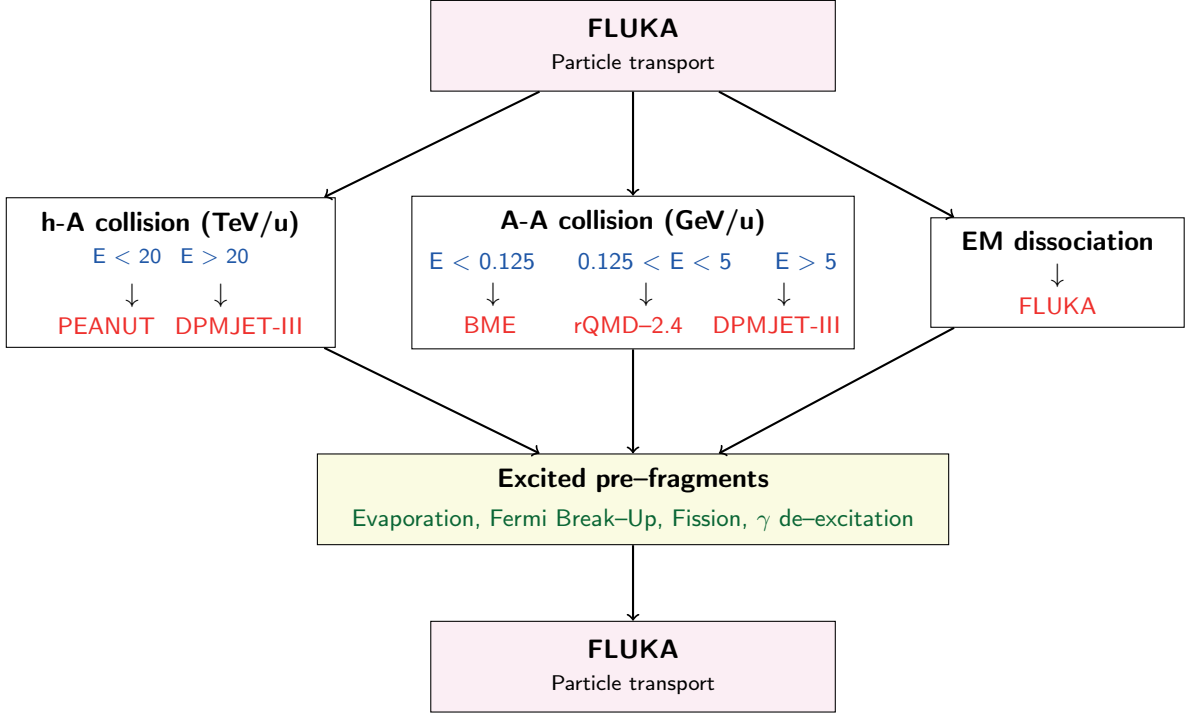 FLUKA
Particle transport
h-A collision (TeV/u)
E < 20 E > 20
↓ ↓
PEANUT DPMJET-III
A-A collision (GeV/u)
E < 0.125 0.125 < E < 5 E > 5
↓ ↓ ↓
BME rQMD–2.4 DPMJET-III
EM dissociation
↓
FLUKA
Excited pre–fragments
Evaporation, Fermi Break–Up, Fission, γ de–excitation
FLUKA
Particle transport